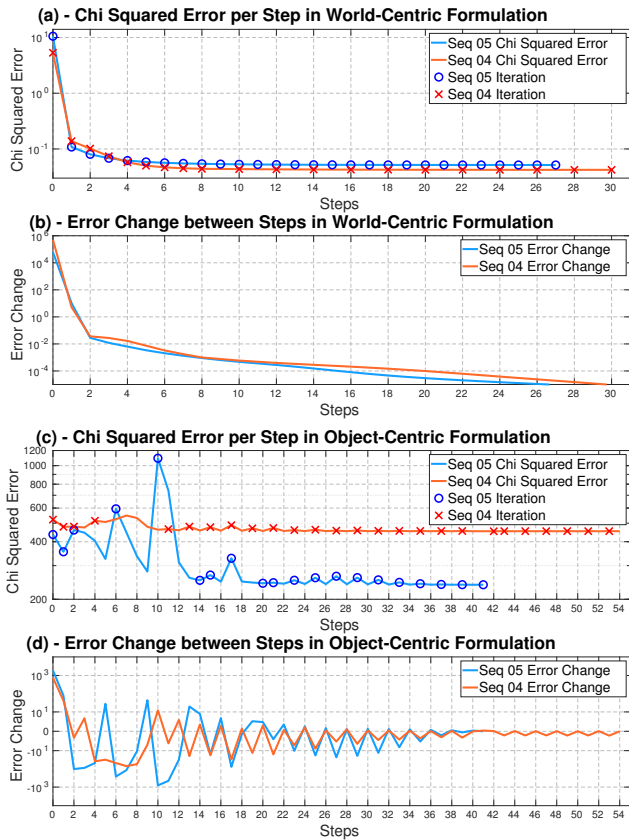 (a) - Chi Squared Error per Step in World-Centric Formulation
Chi Squared Error
10^1
10^0
10^-1
Seq 05 Chi Squared Error
Seq 04 Chi Squared Error
Seq 05 Iteration
Seq 04 Iteration
0 2 4 6 8 10 12 14 16 18 20 22 24 26 28 30
Steps
(b) - Error Change between Steps in World-Centric Formulation
Error Change
10^6
10^4
10^2
10^0
10^-2
10^-4
Seq 05 Error Change
Seq 04 Error Change
0 2 4 6 8 10 12 14 16 18 20 22 24 26 28 30
Steps
(c) - Chi Squared Error per Step in Object-Centric Formulation
Chi Squared Error
1200
1000
800
600
400
200
Seq 05 Chi Squared Error
Seq 04 Chi Squared Error
Seq 05 Iteration
Seq 04 Iteration
0 2 4 6 8 10 12 14 16 18 20 22 24 26 28 30 32 34 36 38 40 42 44 46 48 50 52 54
Steps
(d) - Error Change between Steps in Object-Centric Formulation
Error Change
10^3
10^1
-10^1
-10^3
Seq 05 Error Change
Seq 04 Error Change
0 2 4 6 8 10 12 14 16 18 20 22 24 26 28 30 32 34 36 38 40 42 44 46 48 50 52 54
Steps